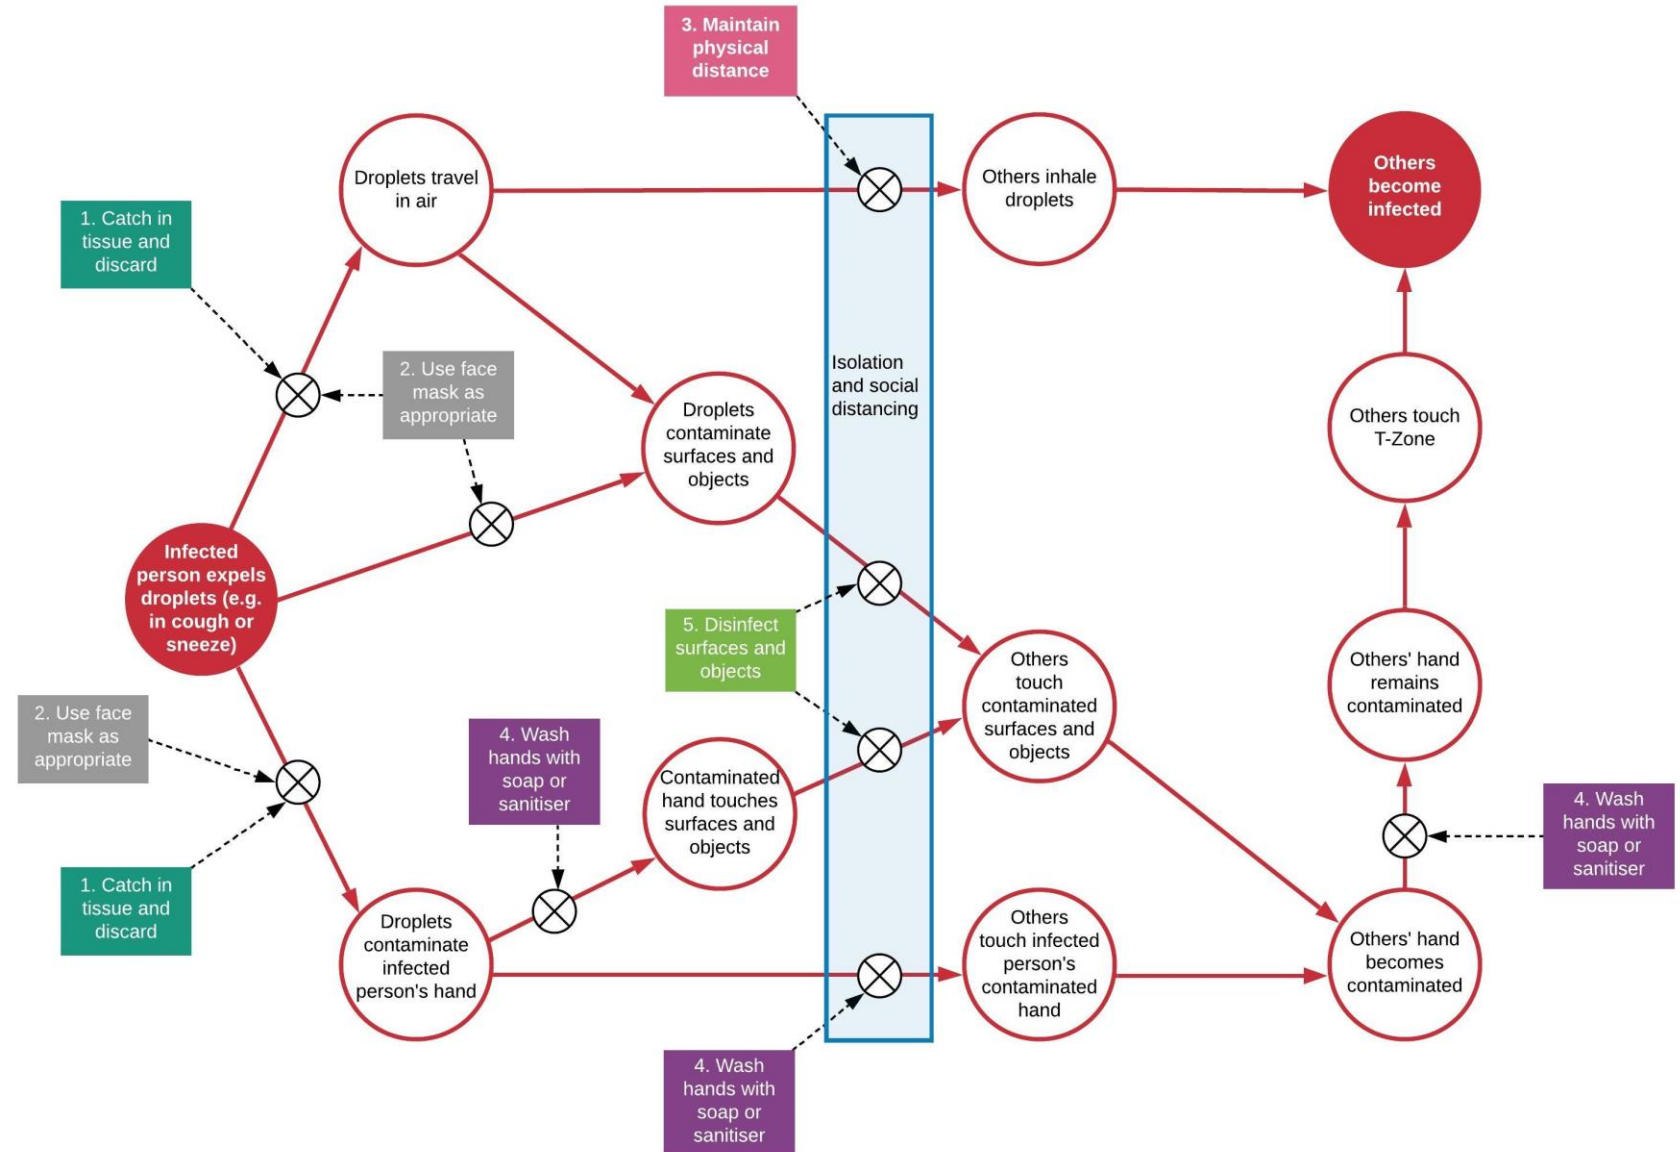 3. Maintain
physical
distance
Droplets travel
in air
Others inhale
droplets
Others
become
infected
1. Catch in
tissue and
discard
2. Use face
mask as
appropriate
Isolation
and social
distancing
Droplets
contaminate
surfaces and
objects
Others touch
T-Zone
Infected
person expels
droplets (e.g.
in cough or
sneeze)
5. Disinfect
surfaces and
objects
Others
touch
contaminated
surfaces and
objects
Others' hand
remains
contaminated
2. Use face
mask as
appropriate
4. Wash
hands with
soap or
sanitiser
Contaminated
hand touches
surfaces and
objects
4. Wash
hands with
soap or
sanitiser
1. Catch in
tissue and
discard
Droplets
contaminate
infected
person's hand
Others
touch infected
person's
contaminated
hand
Others' hand
becomes
contaminated
4. Wash
hands with
soap or
sanitiser